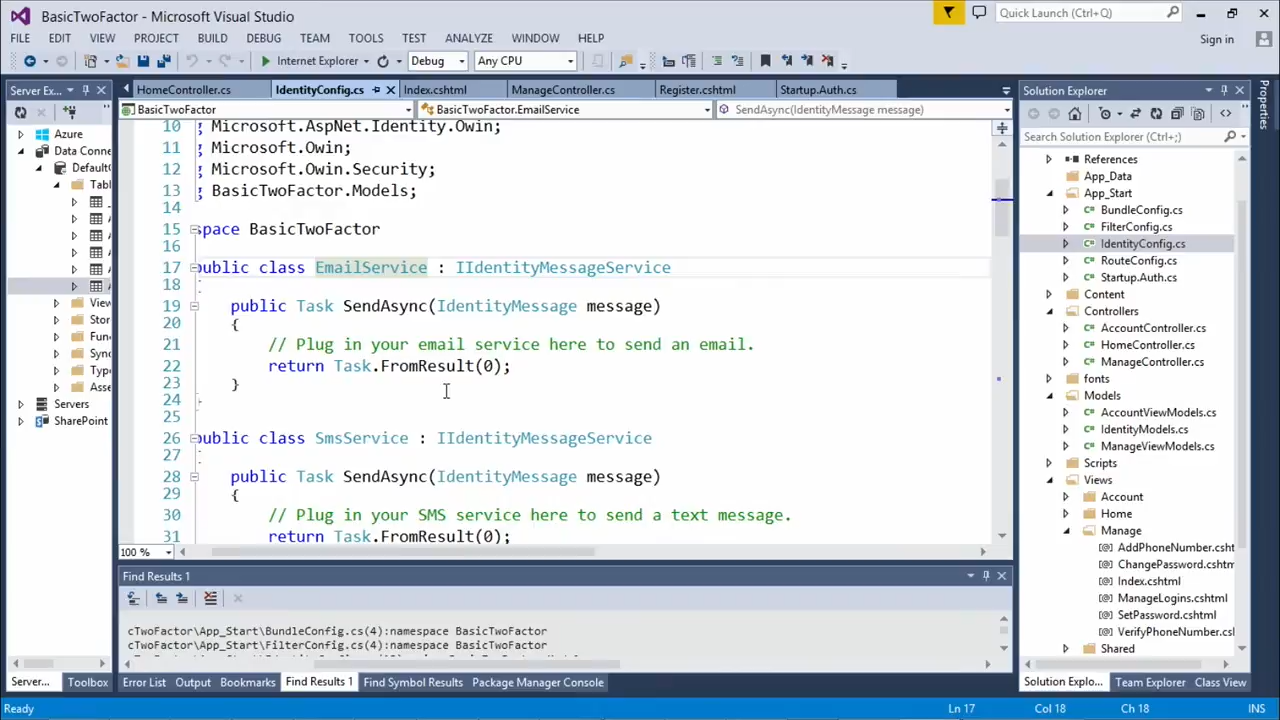 BasicTwoFactor - Microsoft Visual Studio
Quick Launch (Ctrl+Q)
FILE EDIT VIEW PROJECT BUILD DEBUG TEAM TOOLS TEST ANALYZE WINDOW HELP
Sign in
Internet Explorer Debug Any CPU
Server Ex...
Azure
Data Conne
Default
Tabl
View
Stor
Func
Sync
Type
Asse
Servers
SharePoint
Server... Toolbox
HomeController.cs IdentityConfig.cs Index.cshtml ManageController.cs Register.cshtml Startup.Auth.cs
BasicTwoFactor BasicTwoFactor.EmailService SendAsync(IdentityMessage message)
10 ; Microsoft.AspNet.Identity.Owin;
11 ; Microsoft.Owin;
12 ; Microsoft.Owin.Security;
13 ; BasicTwoFactor.Models;
14
15 space BasicTwoFactor
16
17 public class EmailService : IIdentityMessageService
18
19 public Task SendAsync(IdentityMessage message)
20 {
21 // Plug in your email service here to send an email.
22 return Task.FromResult(0);
23 }
24
25
26 public class SmsService : IIdentityMessageService
27
28 public Task SendAsync(IdentityMessage message)
29 {
30 // Plug in your SMS service here to send a text message.
31 return Task.FromResult(0);
100 %
Find Results 1
cTwoFactor\App_Start\BundleConfig.cs(4):namespace BasicTwoFactor
cTwoFactor\App_Start\FilterConfig.cs(4):namespace BasicTwoFactor
Error List Output Bookmarks Find Results 1 Find Symbol Results Package Manager Console
Solution Explorer
Search Solution Explorer (Ctrl+;)
References
App_Data
App_Start
BundleConfig.cs
FilterConfig.cs
IdentityConfig.cs
RouteConfig.cs
Startup.Auth.cs
Content
Controllers
AccountController.cs
HomeController.cs
ManageController.cs
fonts
Models
AccountViewModels.cs
IdentityModels.cs
ManageViewModels.cs
Scripts
Views
Account
Home
Manage
AddPhoneNumber.csht
ChangePassword.cshtm
Index.cshtml
ManageLogins.cshtml
SetPassword.cshtml
VerifyPhoneNumber.csl
Shared
Solution Explo... Team Explorer Class View
Properties
Ready Ln 17 Col 18 Ch 18 INS